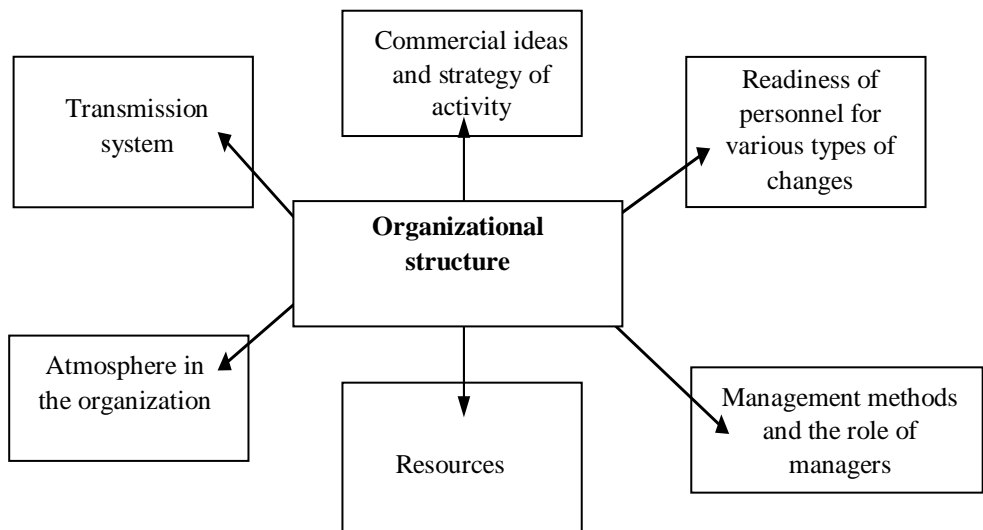 Commercial ideas
and strategy of
activity
Transmission
system
Readiness of
personnel for
various types of
changes
Organizational
structure
Atmosphere in
the organization
Resources
Management methods
and the role of
managers